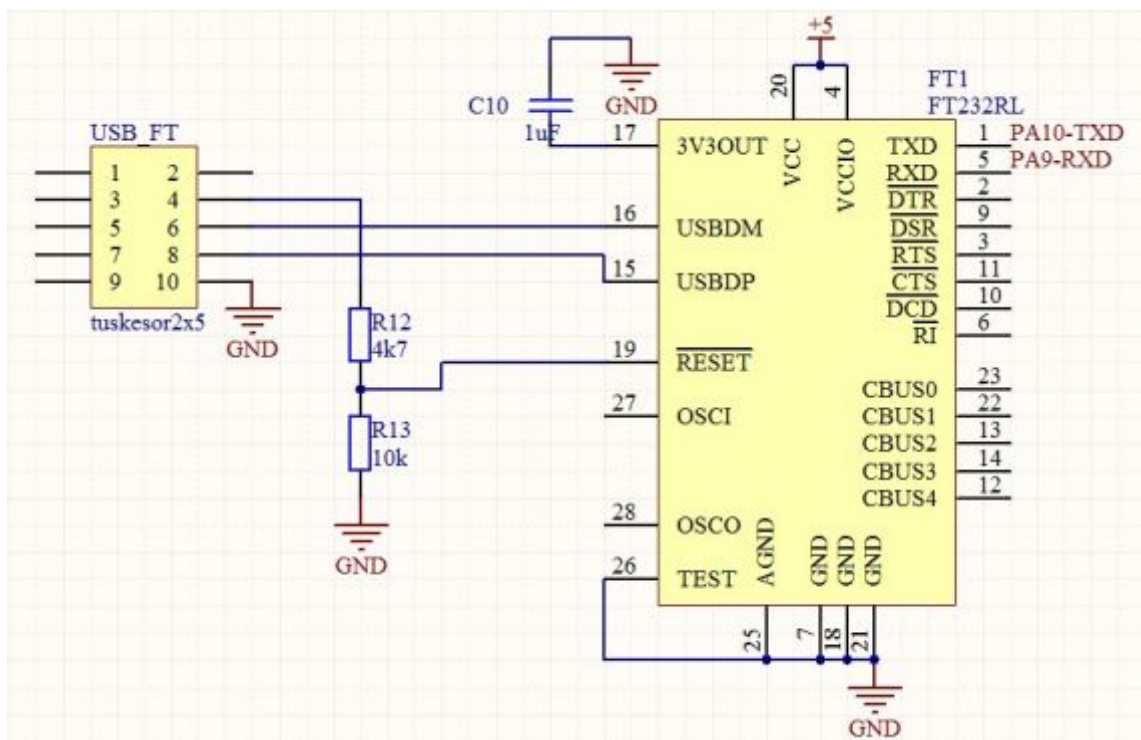 +5
GND
C10
1uF
20
4
FT1
FT232RL
USB_FT
1 2
3 4
5 6
7 8
9 10
tuskesor2x5
GND
R12
4k7
R13
10k
GND
17 3V3OUT
16 USBDM
15 USBDP
19 RESET
27 OSCI
28 OSCO
26 TEST
VCC
VCCIO
TXD 1 PA10-TXD
RXD 5 PA9-RXD
DTR 2
DSR 9
RTS 3
CTS 11
DCD 10
RI 6
CBUS0 23
CBUS1 22
CBUS2 13
CBUS3 14
CBUS4 12
AGND
GND
GND
GND
25
7
18
21
GND